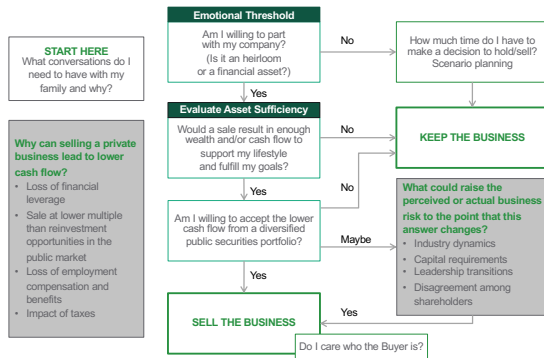 START HERE
What conversations do I
need to have with my
family and why?
Emotional Threshold
Am I willing to part
with my company?
(Is it an heirloom
or a financial asset?)
No
How much time do I have to
make a decision to hold/sell?
Scenario planning
Yes
Evaluate Asset Sufficiency
Would a sale result in enough
wealth and/or cash flow to
support my lifestyle
and fulfill my goals?
No
KEEP THE BUSINESS
Yes
No
Why can selling a private
business lead to lower
cash flow?
• Loss of financial
leverage
• Sale at lower multiple
than reinvestment
opportunities in the
public market
• Loss of employment
compensation and
benefits
• Impact of taxes
Am I willing to accept the lower
cash flow from a diversified
public securities portfolio?
Maybe
What could raise the
perceived or actual business
risk to the point that this
answer changes?
• Industry dynamics
• Capital requirements
• Leadership transitions
• Disagreement among
shareholders
Yes
Yes
SELL THE BUSINESS
Do I care who the Buyer is?